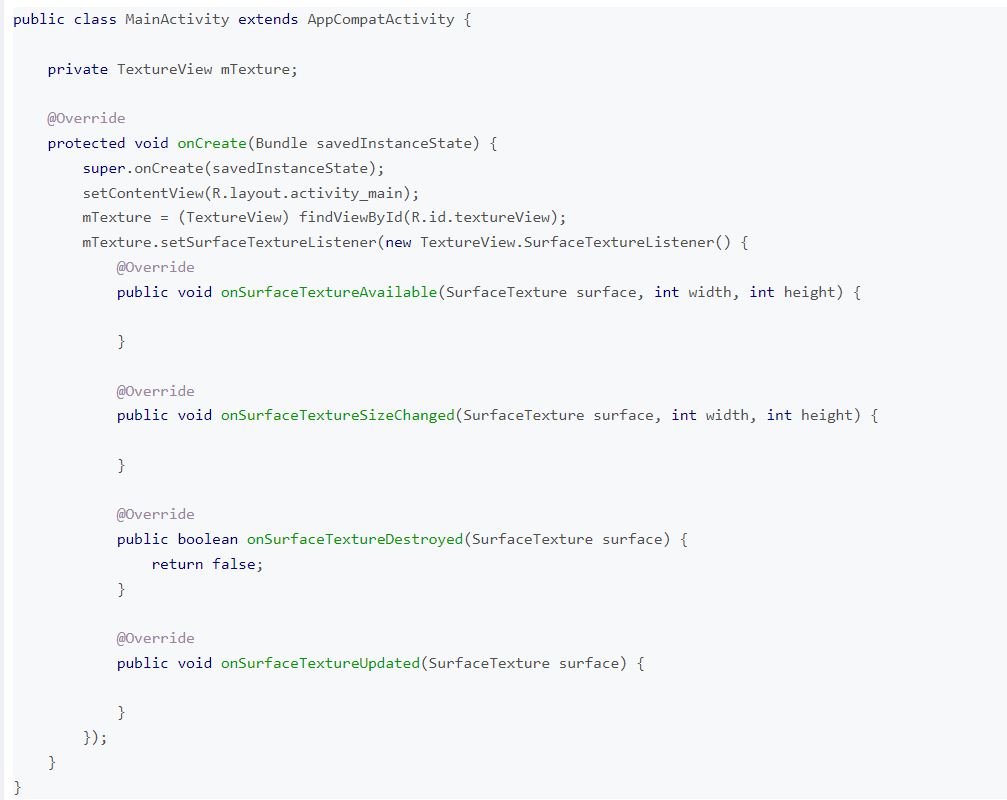 public class MainActivity extends AppCompatActivity {
private TextureView mTexture;
@Override
protected void onCreate(Bundle savedInstanceState) {
super.onCreate(savedInstanceState);
setContentView(R.layout.activity_main);
mTexture = (TextureView) findViewById(R.id.textureView);
mTexture.setSurfaceTextureListener(new TextureView.SurfaceTextureListener() {
@Override
public void onSurfaceTextureAvailable(SurfaceTexture surface, int width, int height) {
}
@Override
public void onSurfaceTextureSizeChanged(SurfaceTexture surface, int width, int height) {
}
@Override
public boolean onSurfaceTextureDestroyed(SurfaceTexture surface) {
return false;
}
@Override
public void onSurfaceTextureUpdated(SurfaceTexture surface) {
}
});
}
}